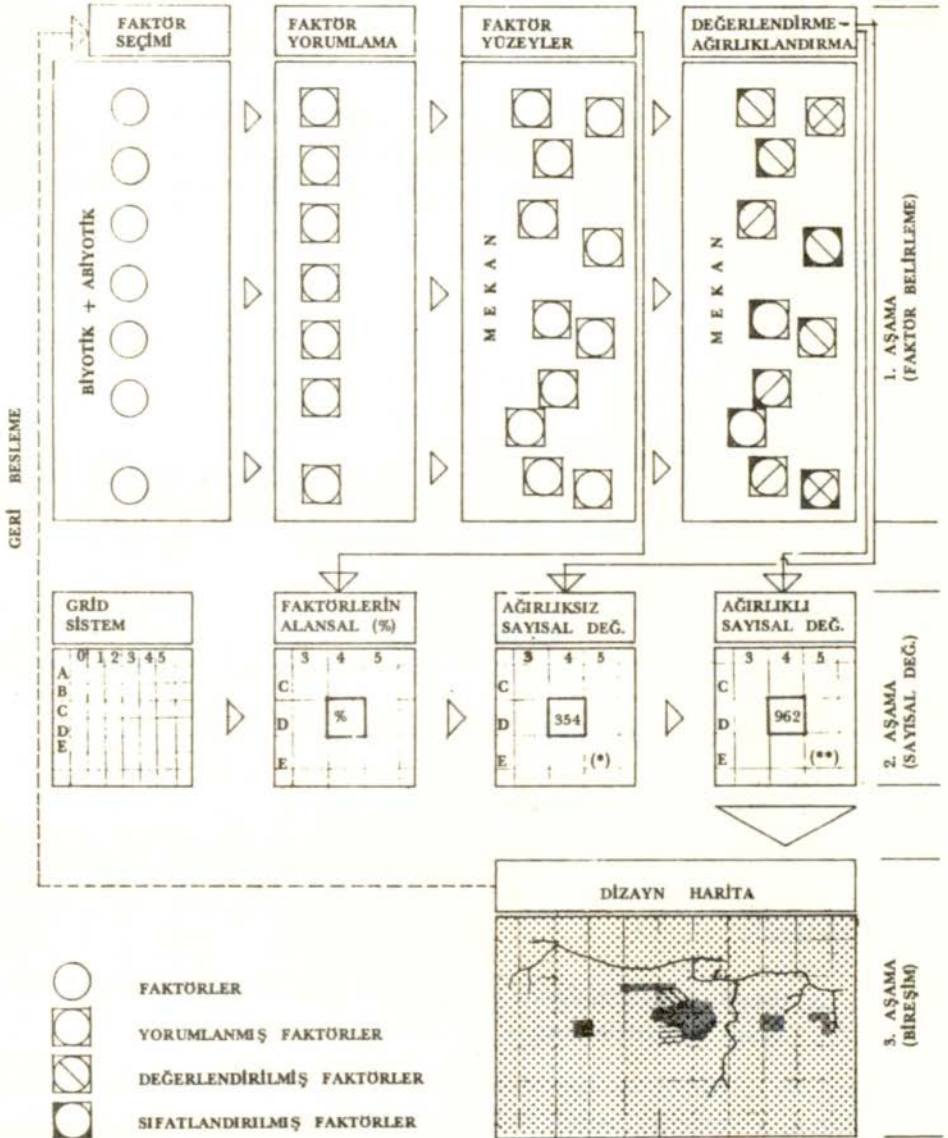 FAKTÖR
SEÇİMİ
FAKTÖR
YORUMLAMA
FAKTÖR
YÜZEYLER
DEĞERLENDİRME-
AĞIRLIKLANDIRMA
BİYOTİK + ABİYOTİK
MEKAN
MEKAN
1. AŞAMA
(FAKTÖR BELİRLEME)
GERİ BESLEME
GRİD
SİSTEM
0 1 2 3 4 5
A
B
C
D
E
FAKTÖRLERİN
ALANSAL (%)
3 4 5
C
D %
E
AĞIRLIKSIZ
SAYISAL DEĞ.
3 4 5
C
D 354
E (*)
AĞIRLIKLI
SAYISAL DEĞ.
3 4 5
C
D 962
E (**)
2. AŞAMA
(SAYISAL DEĞ.)
DİZAYN HARİTA
3. AŞAMA
(BİREŞİM)
FAKTÖRLER
YORUMLANMIŞ FAKTÖRLER
DEĞERLENDİRİLMİŞ FAKTÖRLER
SIFATLANDIRILMIŞ FAKTÖRLER